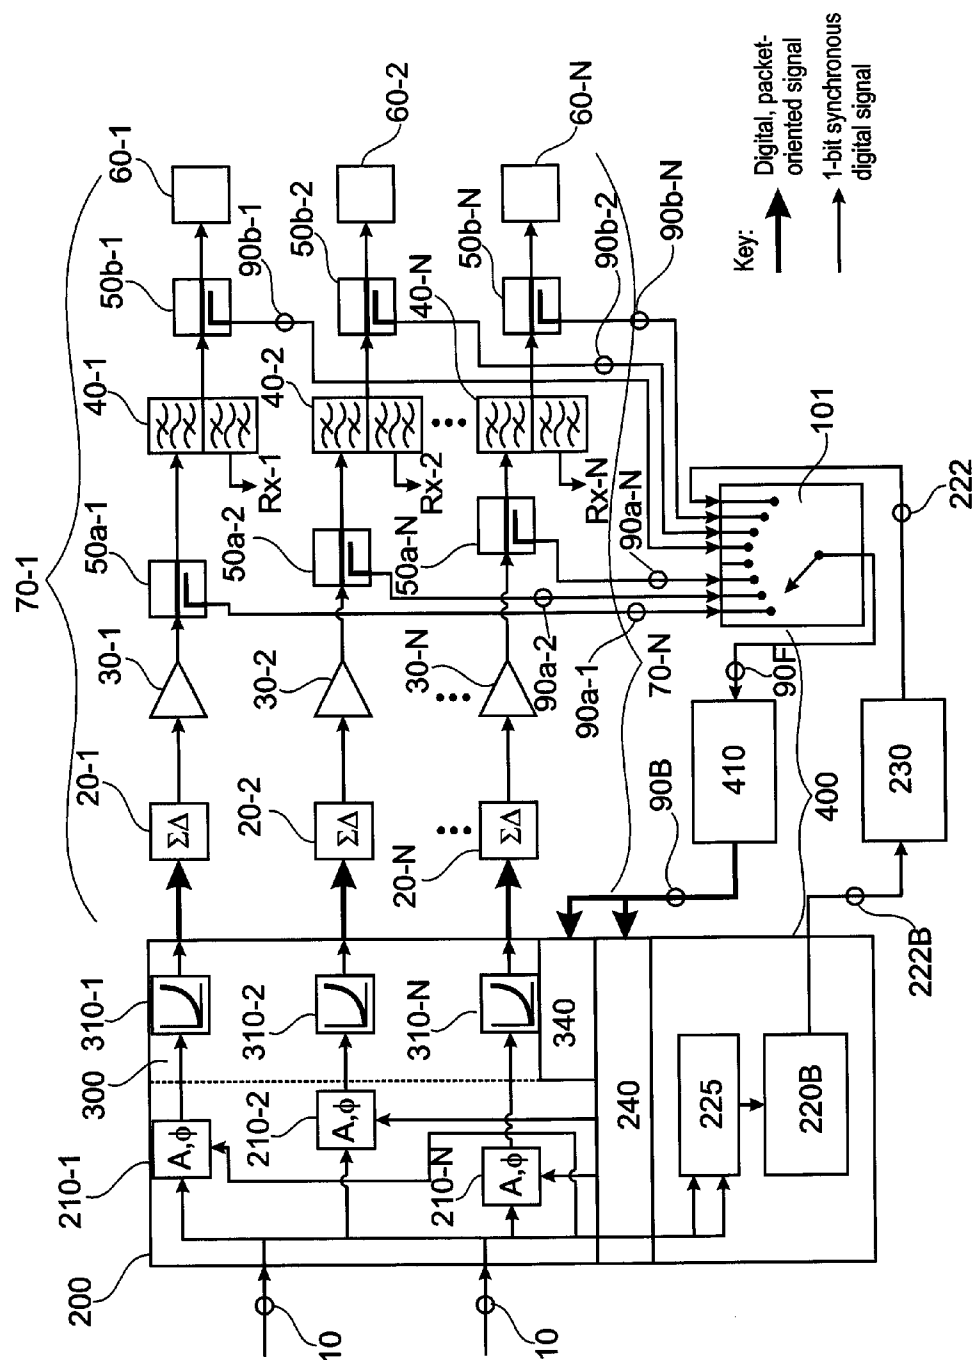 70-1
20-1
30-1
50a-1
40-1
50b-1
60-1
90b-1
ΣΔ
Rx-1
310-1
300
210-1
A,ϕ
200
20-2
30-2
50a-2
40-2
50b-2
60-2
ΣΔ
Rx-2
310-2
210-2
A,ϕ
40-N
20-N
30-N
50a-N
50b-N
60-N
ΣΔ
Rx-N
310-N
210-N
A,ϕ
90a-2
90a-1
90a-N
90b-2
90b-N
70-N
10
10
340
240
90B
410
90F
101
222
400
225
220B
222B
230
Key:
Digital, packet-
oriented signal
1-bit synchronous
digital signal